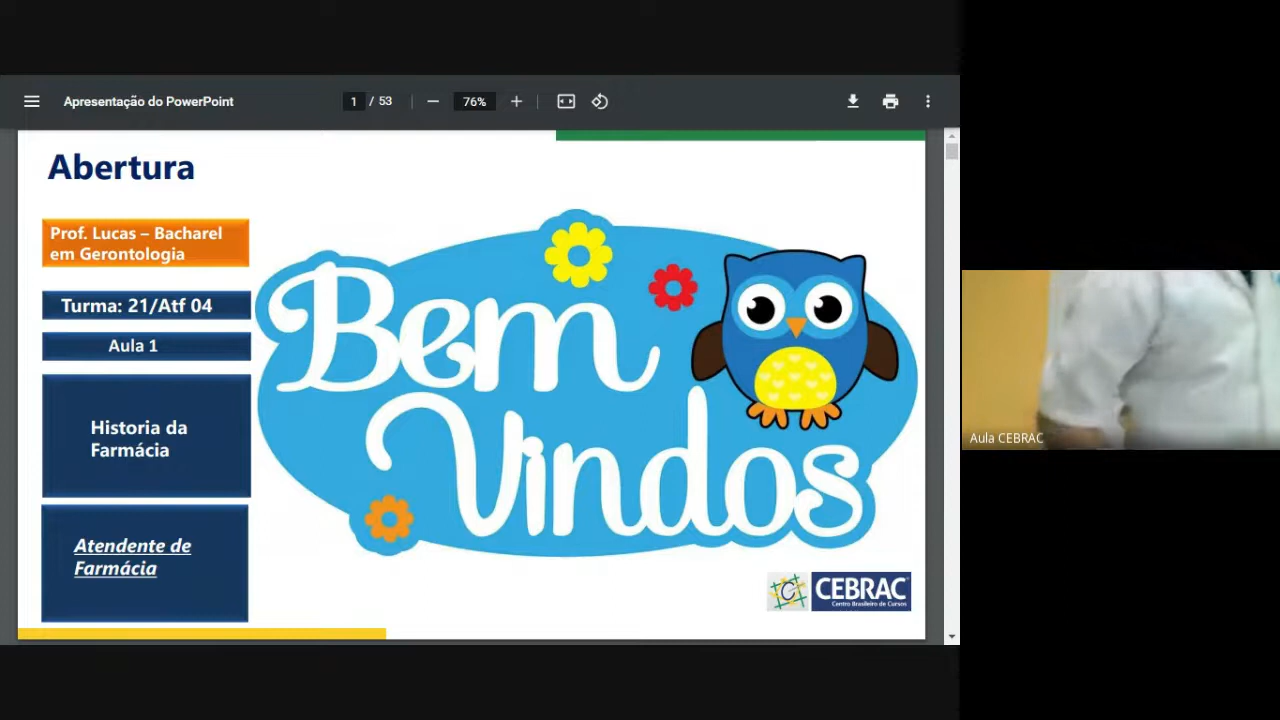 Apresentação do PowerPoint
1 / 53
76%
Abertura
Prof. Lucas – Bacharel
em Gerontologia
Turma: 21/Atf 04
Aula 1
Historia da
Farmácia
Atendente de
Farmácia
Bem
Vindos
CEBRAC
Centro Brasileiro de Cursos
Aula CEBRAC